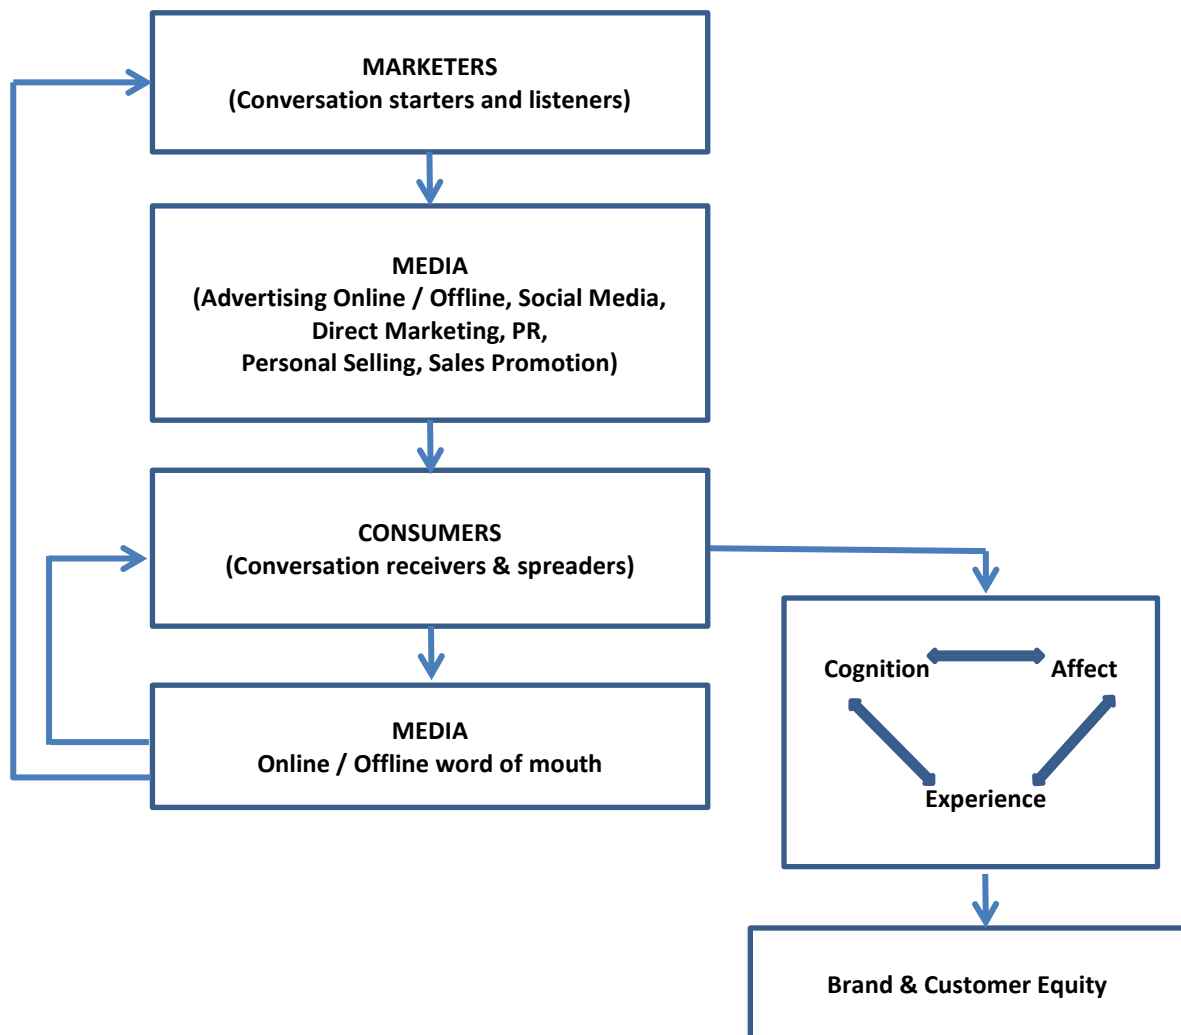 MARKETERS
(Conversation starters and listeners)
MEDIA
(Advertising Online / Offline, Social Media,
Direct Marketing, PR,
Personal Selling, Sales Promotion)
CONSUMERS
(Conversation receivers & spreaders)
MEDIA
Online / Offline word of mouth
Cognition
Affect
Experience
Brand & Customer Equity